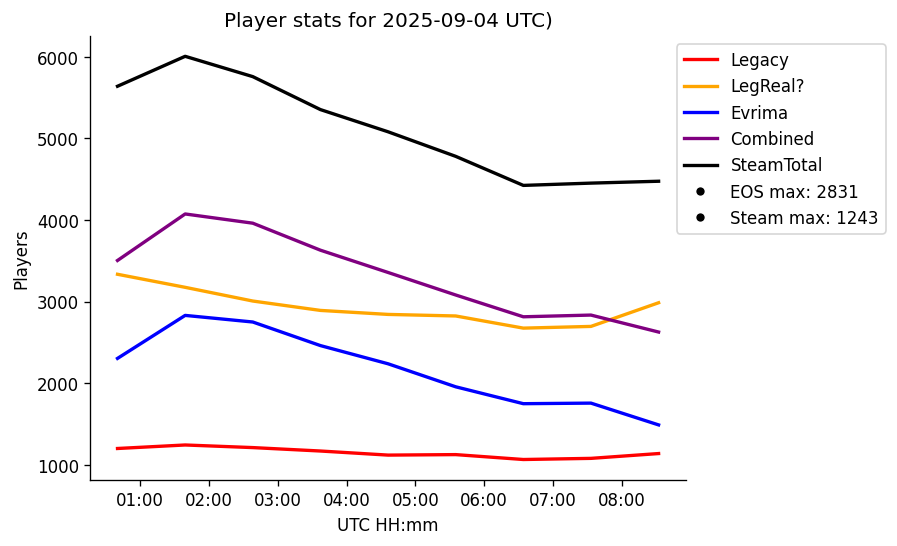 Player stats for 2025-09-04 UTC)
Legacy
LegReal?
Evrima
Combined
SteamTotal
EOS max: 2831
Steam max: 1243
Players
6000
5000
4000
3000
2000
1000
01:00 02:00 03:00 04:00 05:00 06:00 07:00 08:00
UTC HH:mm